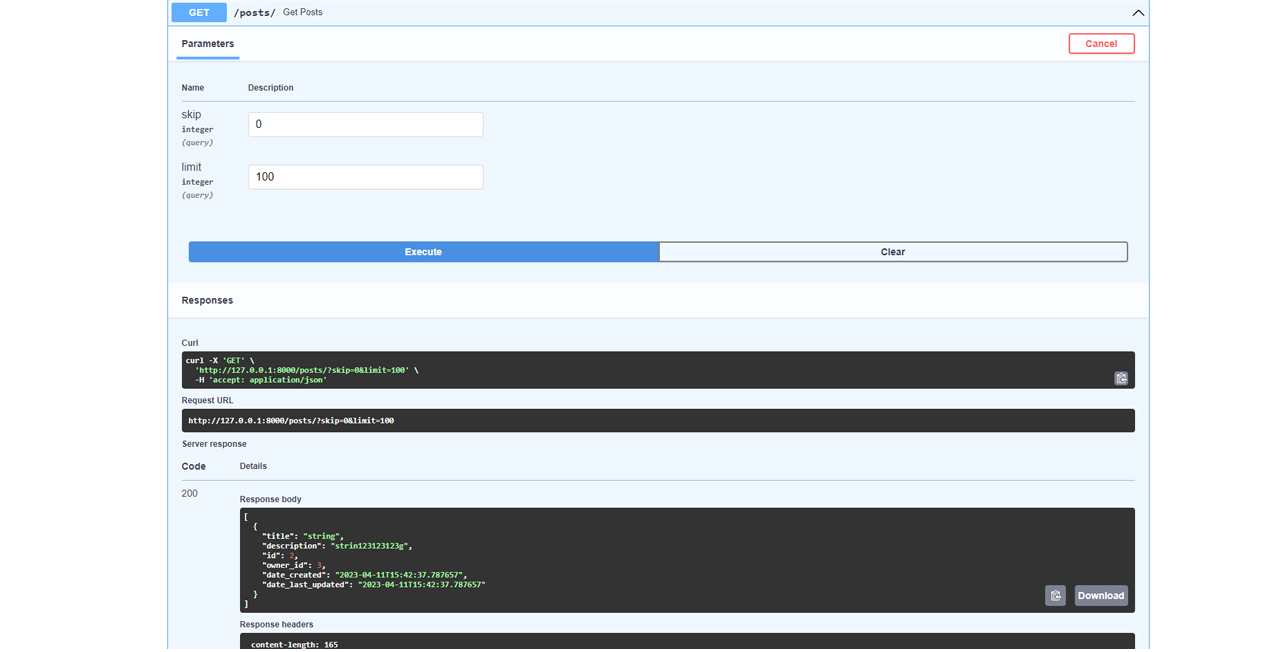 GET /posts/ Get Posts
Parameters
Cancel
Name Description
skip
integer
(query)
0
limit
integer
(query)
100
Execute Clear
Responses
Curl
curl -X 'GET' \
  'http://127.0.0.1:8000/posts/?skip=0&limit=100' \
  -H 'accept: application/json'
Request URL
http://127.0.0.1:8000/posts/?skip=0&limit=100
Server response
Code Details
200
Response body
[
  {
    "title": "string",
    "description": "strin123123123g",
    "id": 2,
    "owner_id": 3,
    "date_created": "2023-04-11T15:42:37.787657",
    "date_last_updated": "2023-04-11T15:42:37.787657"
  }
]
Download
Response headers
content-length: 165